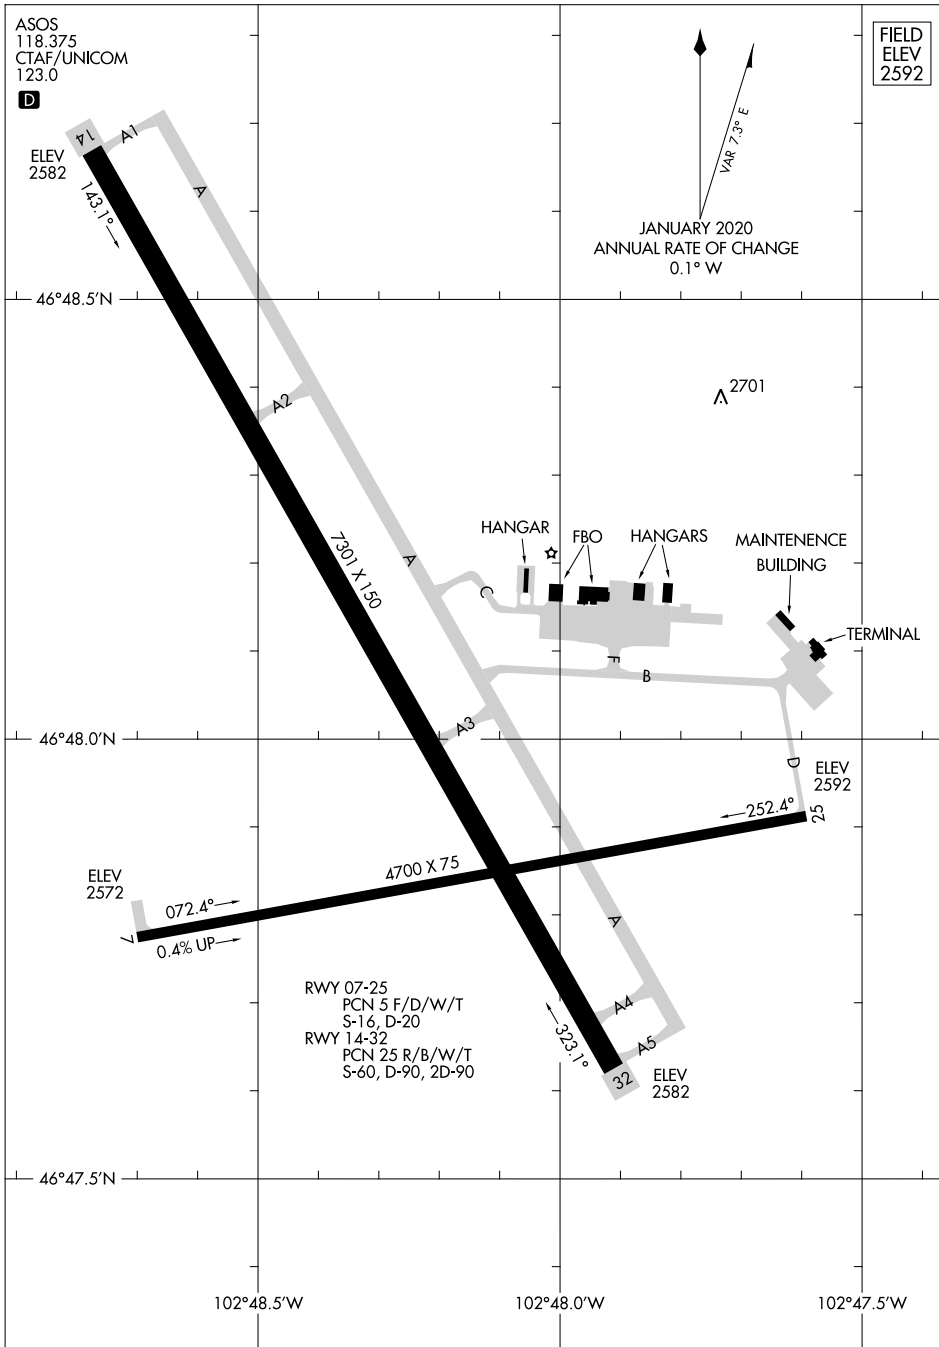 ASOS
118.375
CTAF/UNICOM
123.0
D
FIELD
ELEV
2592
VAR 7.3° E
JANUARY 2020
ANNUAL RATE OF CHANGE
0.1° W
14
A1
ELEV
2582
143.1°
A
46°48.5'N
A2
2701
7301 X 150
A
HANGAR
FBO
HANGARS
MAINTENENCE
BUILDING
TERMINAL
C
F
B
A3
46°48.0'N
D
ELEV
2592
252.4°
25
4700 X 75
ELEV
2572
072.4°
7
0.4% UP
A
RWY 07-25
PCN 5 F/D/W/T
S-16, D-20
RWY 14-32
PCN 25 R/B/W/T
S-60, D-90, 2D-90
A4
A5
323.1°
32
ELEV
2582
46°47.5'N
102°48.5'W
102°48.0'W
102°47.5'W